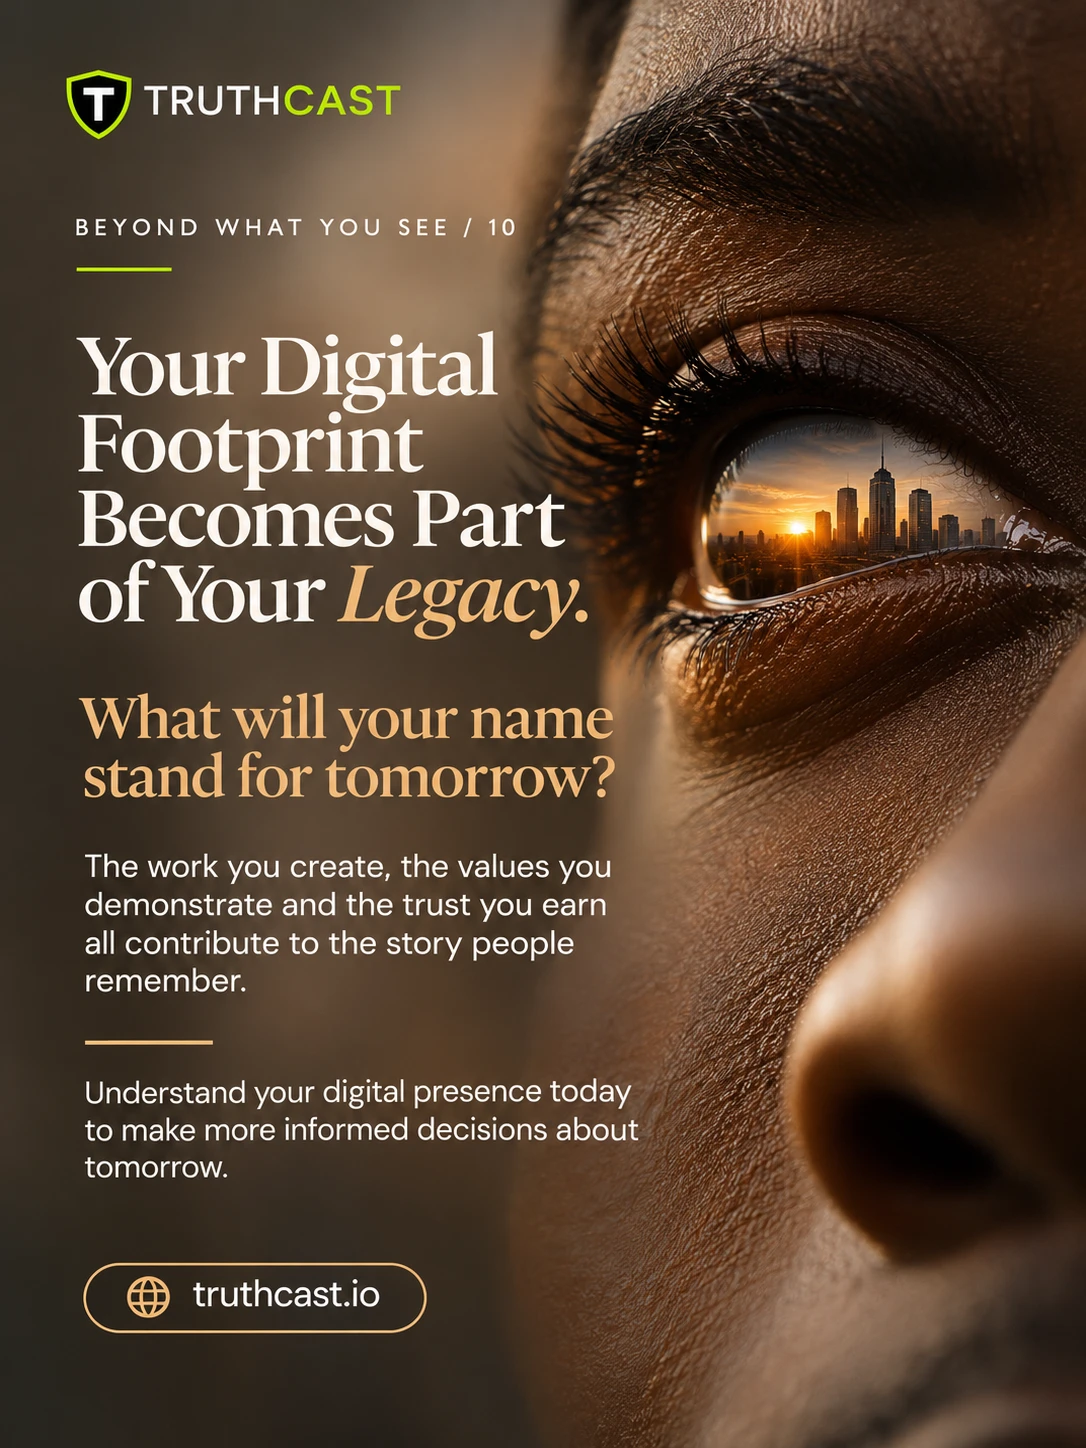 T TRUTHCAST
BEYOND WHAT YOU SEE / 10
Your Digital
Footprint
Becomes Part
of Your Legacy.
What will your name
stand for tomorrow?
The work you create, the values you
demonstrate and the trust you earn
all contribute to the story people
remember.
Understand your digital presence today
to make more informed decisions about
tomorrow.
truthcast.io